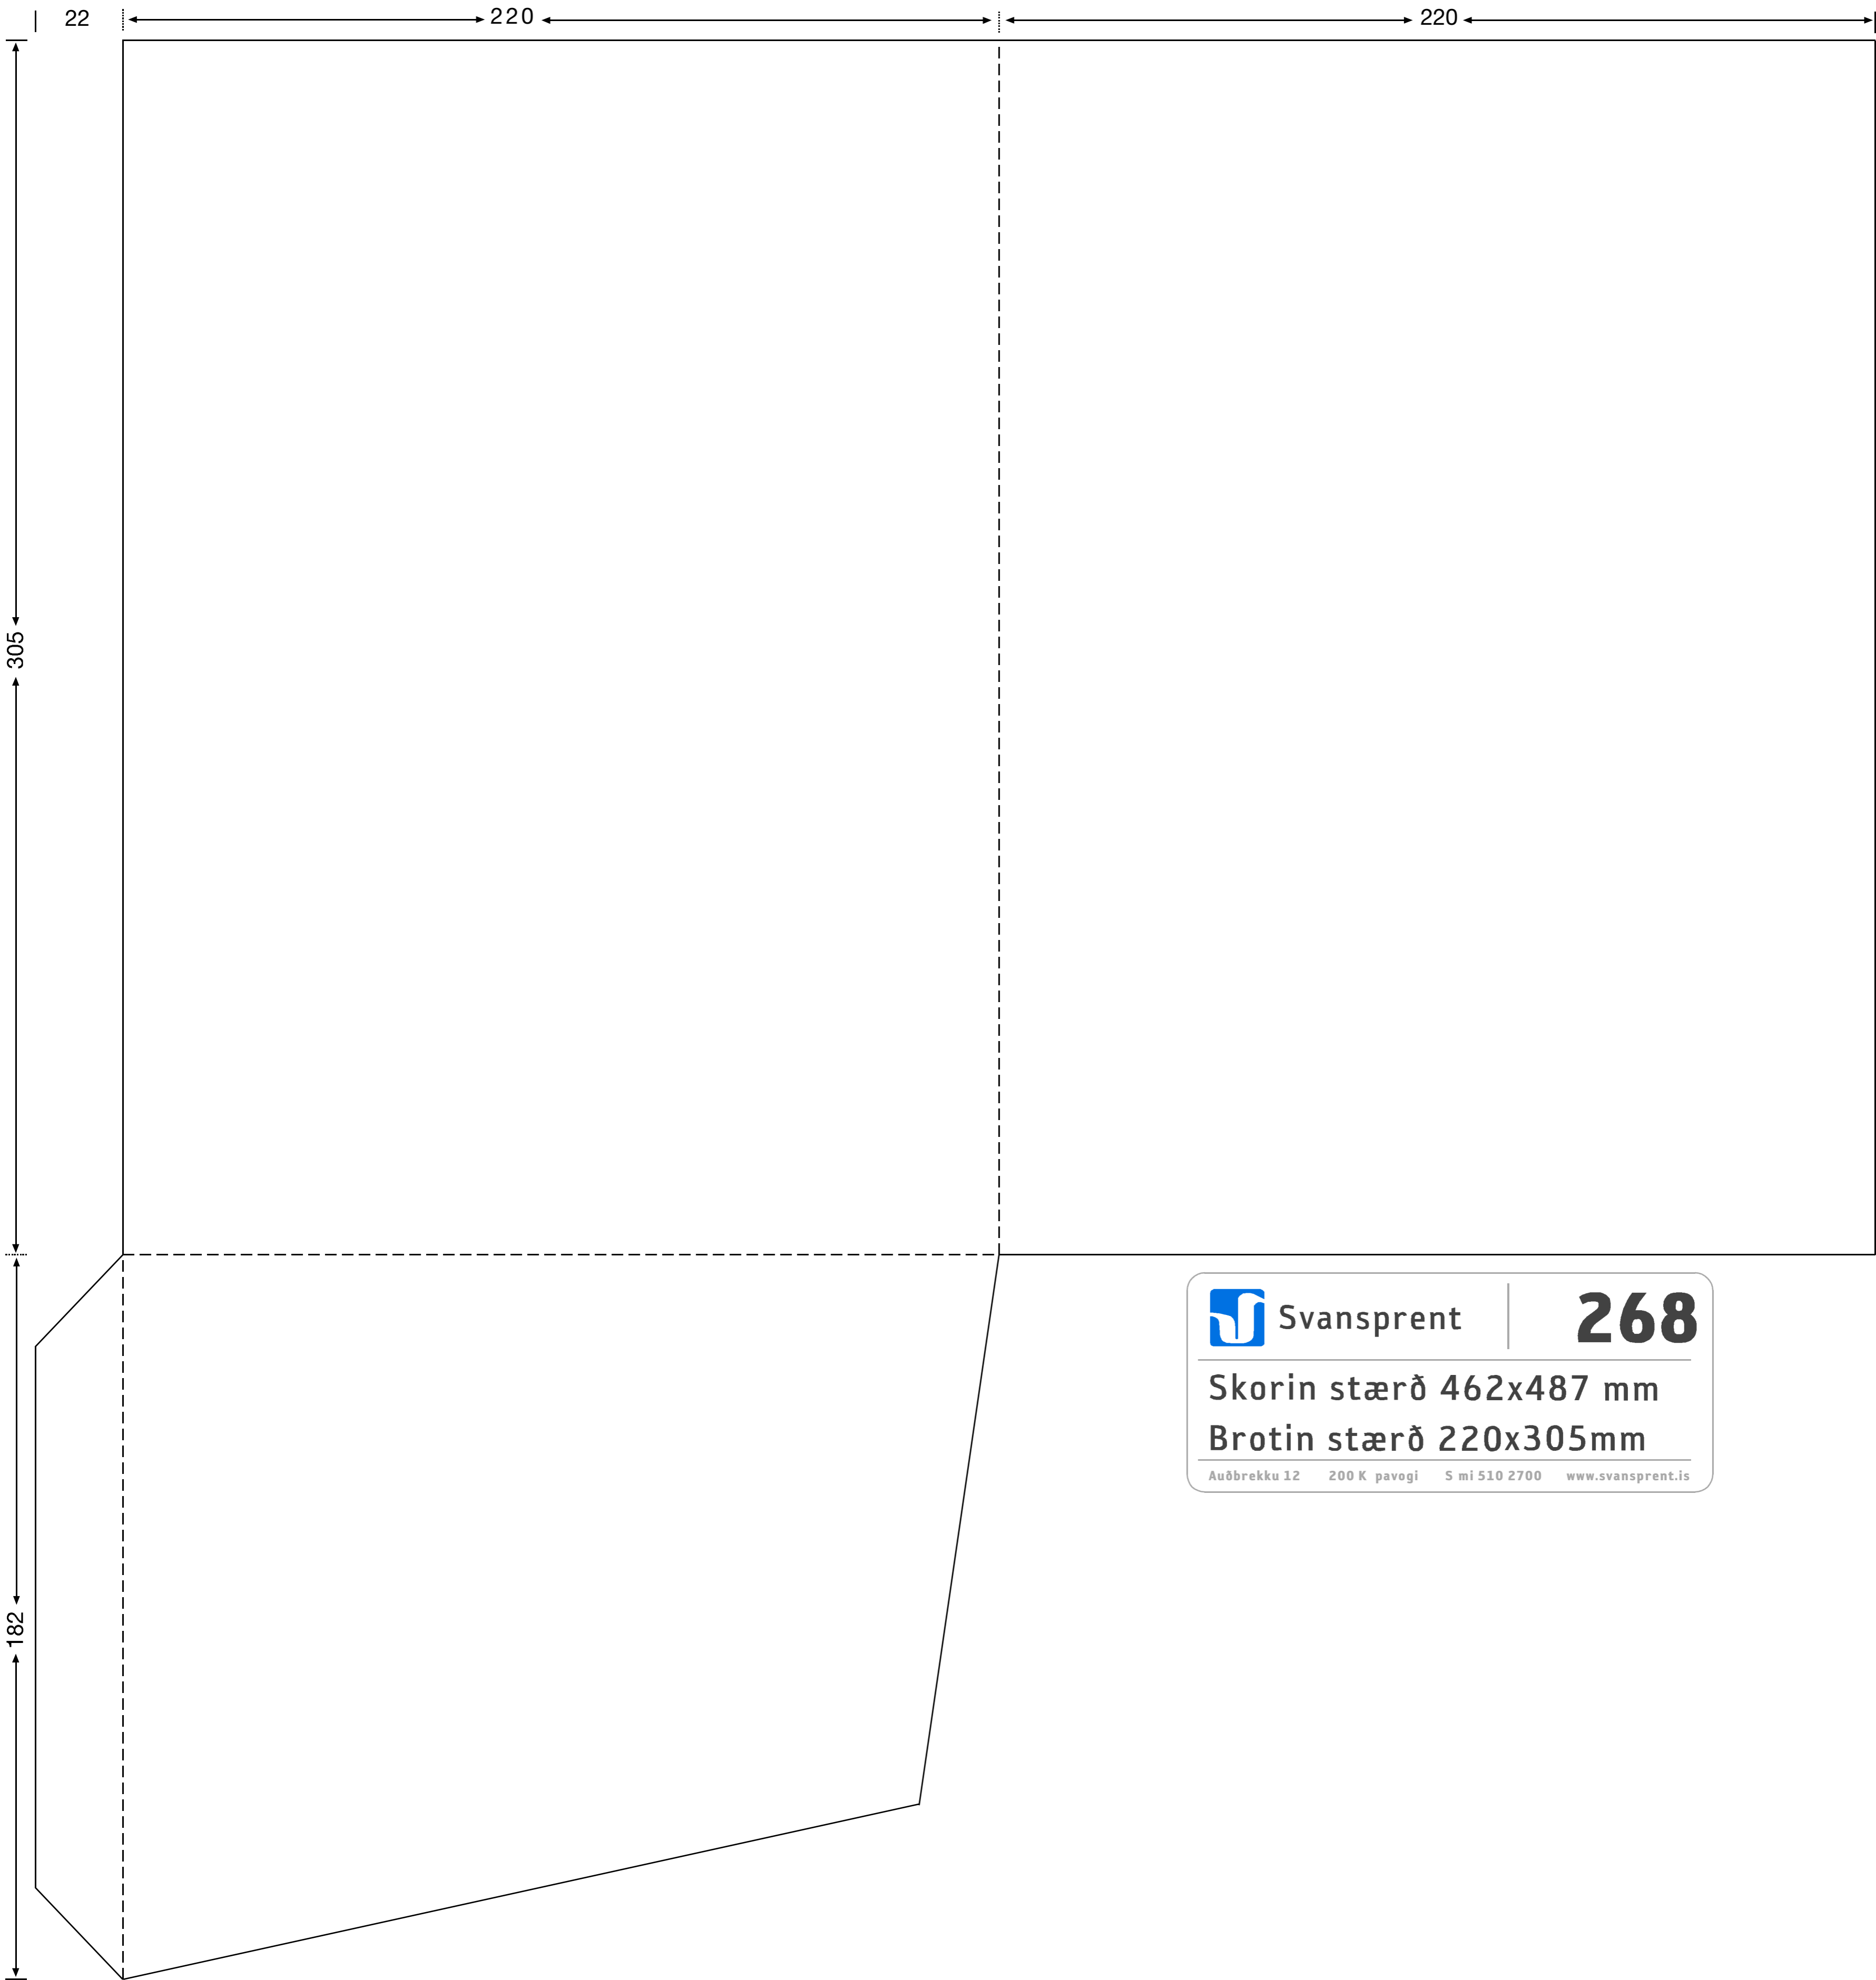 22 220 220
305
182
Svansprent 268
Skorin stærð 462x487 mm
Brotin stærð 220x305mm
Auðbrekku 12 200 K pavogi S mi 510 2700 www.svansprent.is